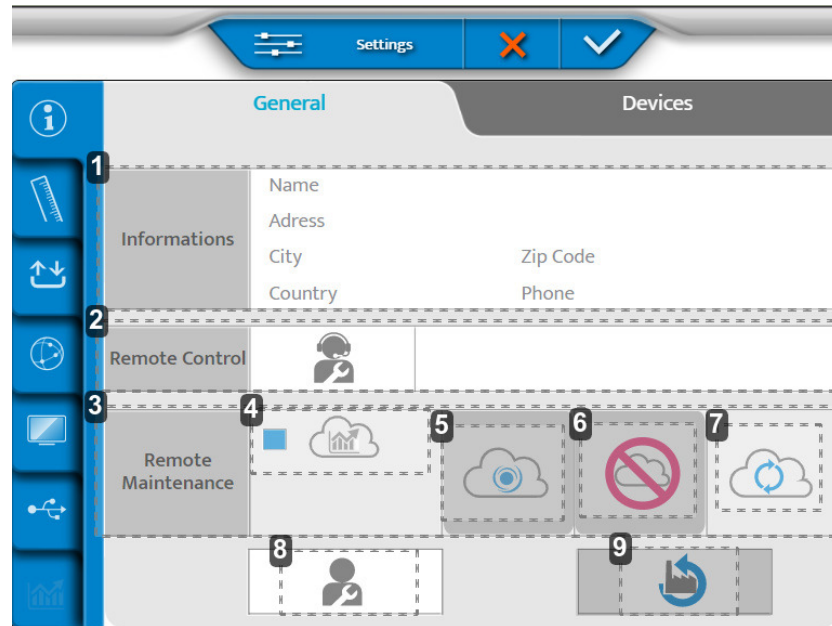 Settings
General
Devices
1
Informations
Name
Adress
City
Zip Code
Country
Phone
2
Remote Control
3
4
5
6
7
Remote
Maintenance
8
9